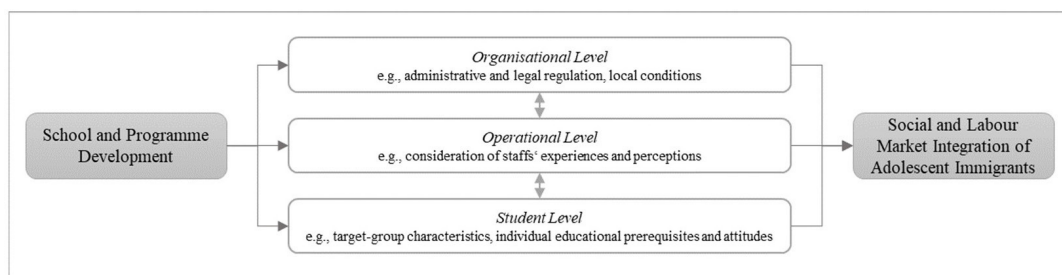 Organisational Level
e.g., administrative and legal regulation, local conditions
School and Programme
Development
Operational Level
e.g., consideration of staffs‘ experiences and perceptions
Social and Labour
Market Integration of
Adolescent Immigrants
Student Level
e.g., target-group characteristics, individual educational prerequisites and attitudes